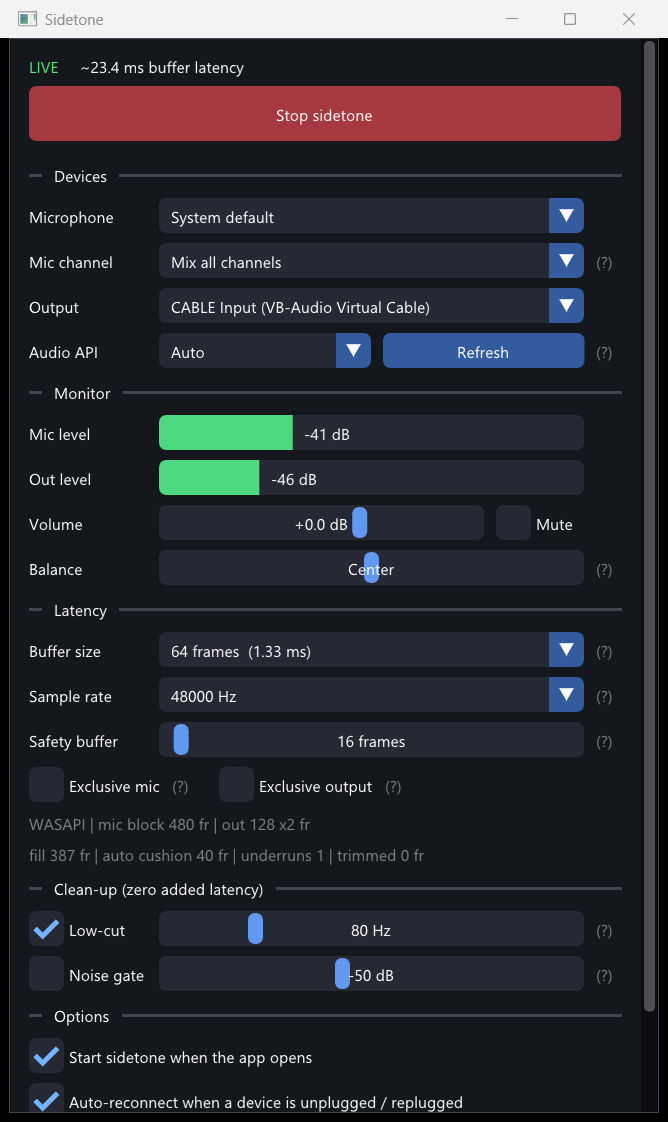 Sidetone
LIVE ~23.4 ms buffer latency
Stop sidetone
Devices
Microphone System default
Mic channel Mix all channels (?)
Output CABLE Input (VB-Audio Virtual Cable)
Audio API Auto Refresh (?)
Monitor
Mic level -41 dB
Out level -46 dB
Volume +0.0 dB Mute
Balance Center (?)
Latency
Buffer size 64 frames (1.33 ms) (?)
Sample rate 48000 Hz (?)
Safety buffer 16 frames (?)
Exclusive mic (?) Exclusive output (?)
WASAPI | mic block 480 fr | out 128 x2 fr
fill 387 fr | auto cushion 40 fr | underruns 1 | trimmed 0 fr
Clean-up (zero added latency)
Low-cut 80 Hz (?)
Noise gate -50 dB (?)
Options
Start sidetone when the app opens
Auto-reconnect when a device is unplugged / replugged